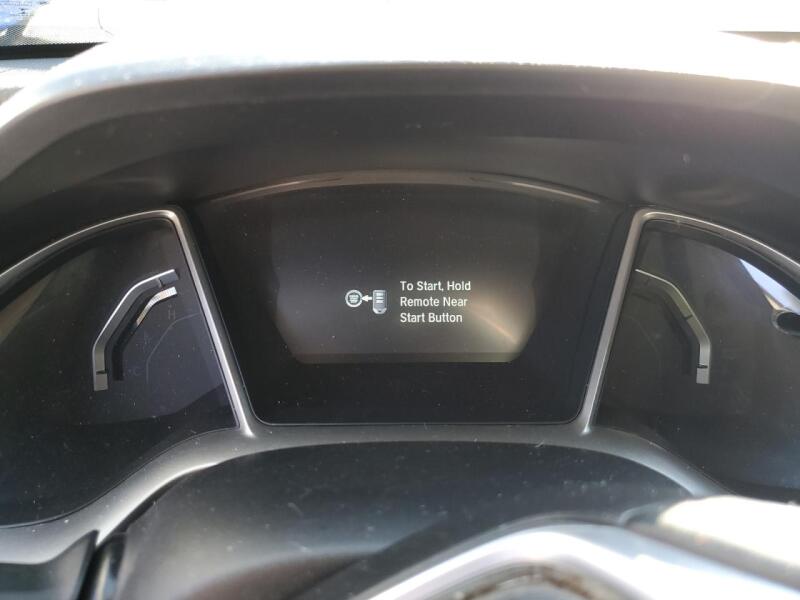 To Start, Hold
Remote Near
Start Button